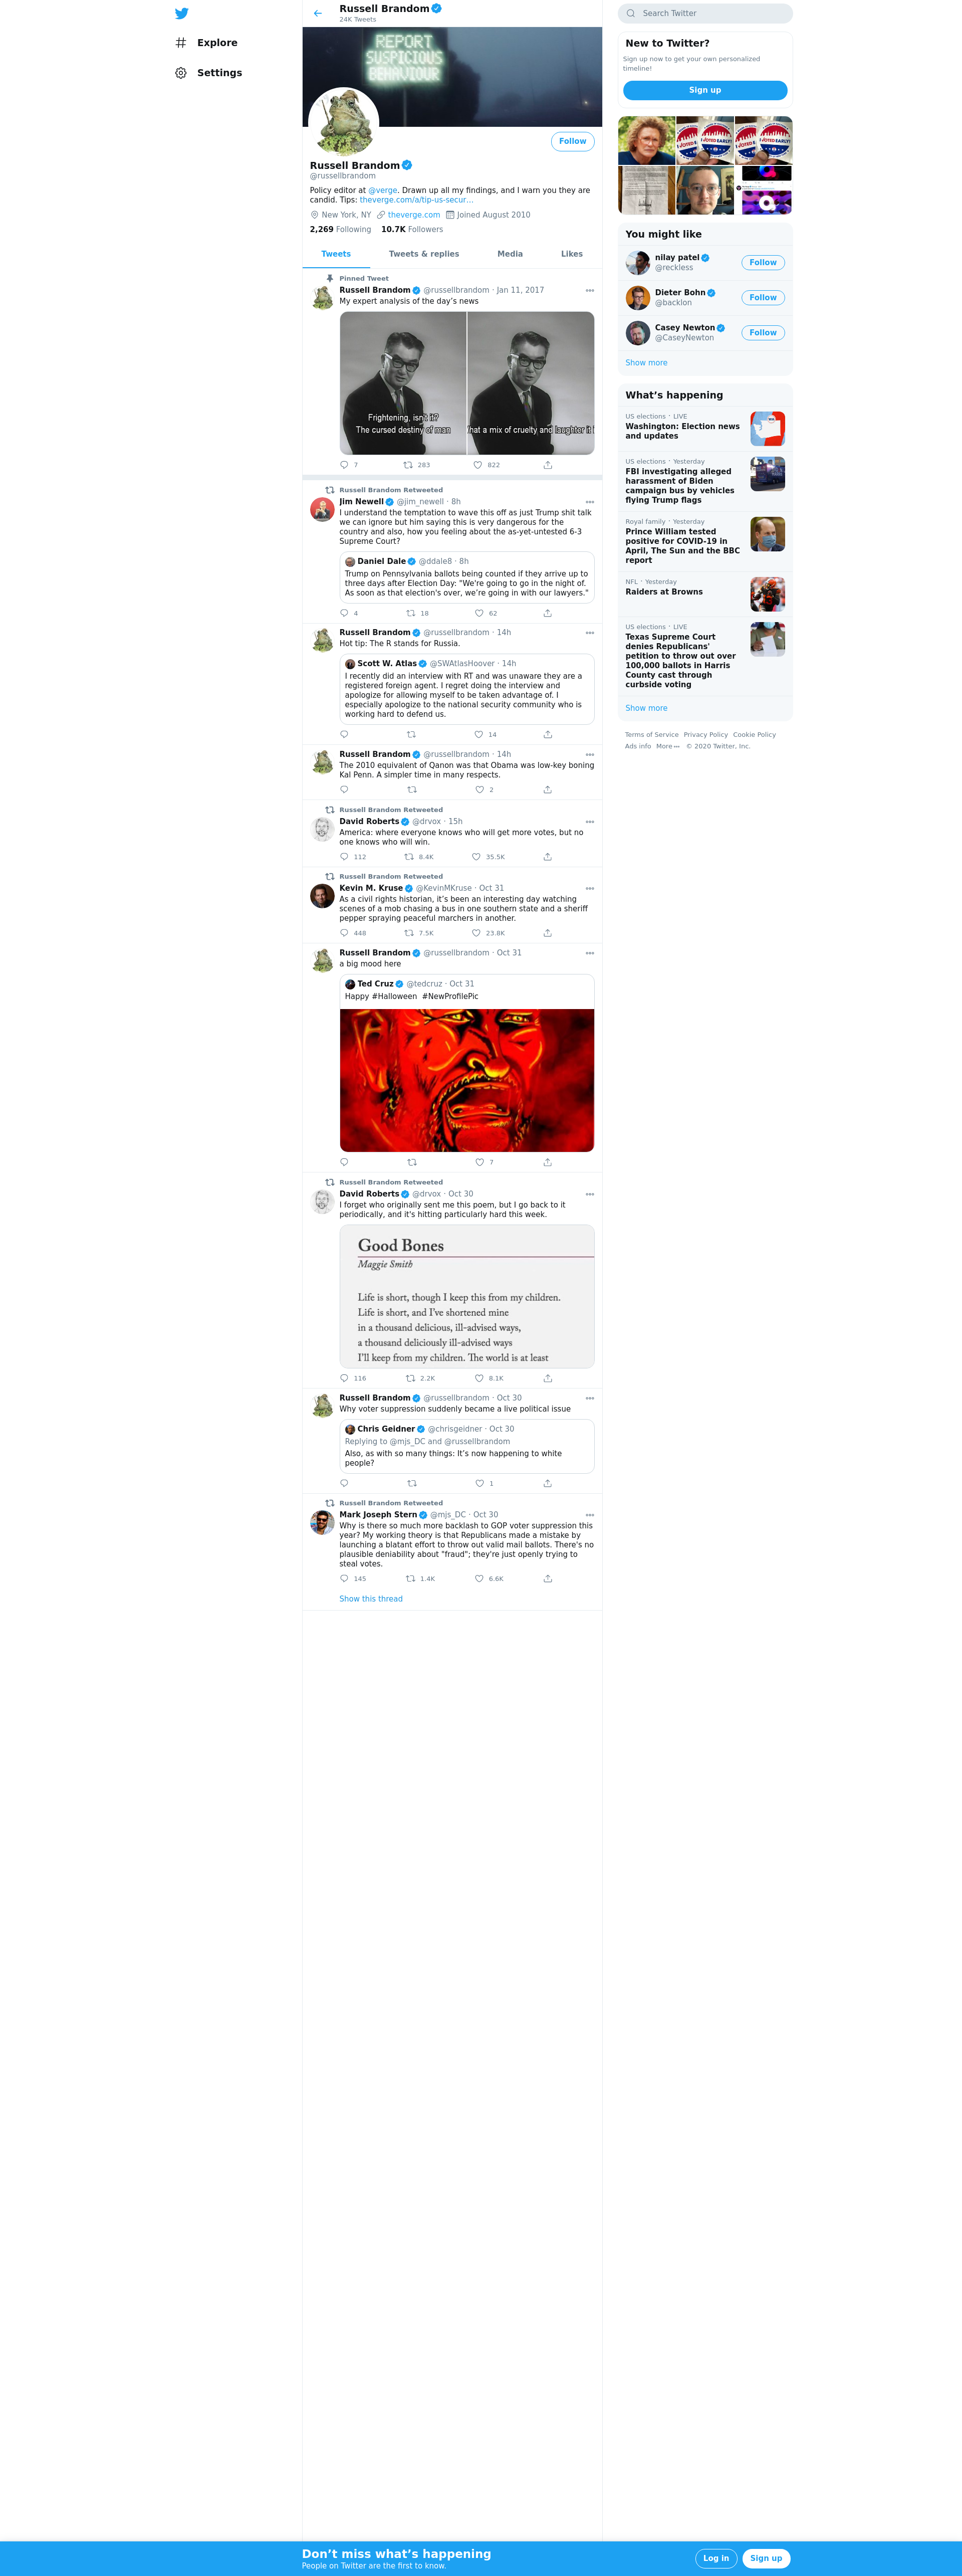 Explore
Settings
Russell Brandom
24K Tweets
REPORT
SUSPICIOUS
BEHAVIOUR
Follow
Russell Brandom
@russellbrandom
Policy editor at @verge. Drawn up all my findings, and I warn you they are
candid. Tips: theverge.com/a/tip-us-secur…
New York, NY theverge.com Joined August 2010
2,269 Following 10.7K Followers
Tweets Tweets & replies Media Likes
Pinned Tweet
Russell Brandom @russellbrandom · Jan 11, 2017
My expert analysis of the day’s news
Frightening, isn't it?
The cursed destiny of man
hat a mix of cruelty and laughter it i
7 283 822
Russell Brandom Retweeted
Jim Newell @jim_newell · 8h
I understand the temptation to wave this off as just Trump shit talk
we can ignore but him saying this is very dangerous for the
country and also, how you feeling about the as-yet-untested 6-3
Supreme Court?
Daniel Dale @ddale8 · 8h
Trump on Pennsylvania ballots being counted if they arrive up to
three days after Election Day: "We're going to go in the night of.
As soon as that election's over, we’re going in with our lawyers."
4 18 62
Russell Brandom @russellbrandom · 14h
Hot tip: The R stands for Russia.
Scott W. Atlas @SWAtlasHoover · 14h
I recently did an interview with RT and was unaware they are a
registered foreign agent. I regret doing the interview and
apologize for allowing myself to be taken advantage of. I
especially apologize to the national security community who is
working hard to defend us.
14
Russell Brandom @russellbrandom · 14h
The 2010 equivalent of Qanon was that Obama was low-key boning
Kal Penn. A simpler time in many respects.
2
Russell Brandom Retweeted
David Roberts @drvox · 15h
America: where everyone knows who will get more votes, but no
one knows who will win.
112 8.4K 35.5K
Russell Brandom Retweeted
Kevin M. Kruse @KevinMKruse · Oct 31
As a civil rights historian, it’s been an interesting day watching
scenes of a mob chasing a bus in one southern state and a sheriff
pepper spraying peaceful marchers in another.
448 7.5K 23.8K
Russell Brandom @russellbrandom · Oct 31
a big mood here
Ted Cruz @tedcruz · Oct 31
Happy #Halloween #NewProfilePic
7
Russell Brandom Retweeted
David Roberts @drvox · Oct 30
I forget who originally sent me this poem, but I go back to it
periodically, and it's hitting particularly hard this week.
Good Bones
Maggie Smith
Life is short, though I keep this from my children.
Life is short, and I’ve shortened mine
in a thousand delicious, ill-advised ways,
a thousand deliciously ill-advised ways
I’ll keep from my children. The world is at least
116 2.2K 8.1K
Russell Brandom @russellbrandom · Oct 30
Why voter suppression suddenly became a live political issue
Chris Geidner @chrisgeidner · Oct 30
Replying to @mjs_DC and @russellbrandom
Also, as with so many things: It’s now happening to white
people?
1
Russell Brandom Retweeted
Mark Joseph Stern @mjs_DC · Oct 30
Why is there so much more backlash to GOP voter suppression this
year? My working theory is that Republicans made a mistake by
launching a blatant effort to throw out valid mail ballots. There's no
plausible deniability about "fraud"; they're just openly trying to
steal votes.
145 1.4K 6.6K
Show this thread
Search Twitter
New to Twitter?
Sign up now to get your own personalized
timeline!
Sign up
I VOTED EARLY!
I VOTED EARLY!
You might like
nilay patel
@reckless
Follow
Dieter Bohn
@backlon
Follow
Casey Newton
@CaseyNewton
Follow
Show more
What’s happening
US elections · LIVE
Washington: Election news
and updates
US elections · Yesterday
FBI investigating alleged
harassment of Biden
campaign bus by vehicles
flying Trump flags
Royal family · Yesterday
Prince William tested
positive for COVID-19 in
April, The Sun and the BBC
report
NFL · Yesterday
Raiders at Browns
US elections · LIVE
Texas Supreme Court
denies Republicans'
petition to throw out over
100,000 ballots in Harris
County cast through
curbside voting
Show more
Terms of Service Privacy Policy Cookie Policy
Ads info More © 2020 Twitter, Inc.
Don’t miss what’s happening
People on Twitter are the first to know.
Log in Sign up